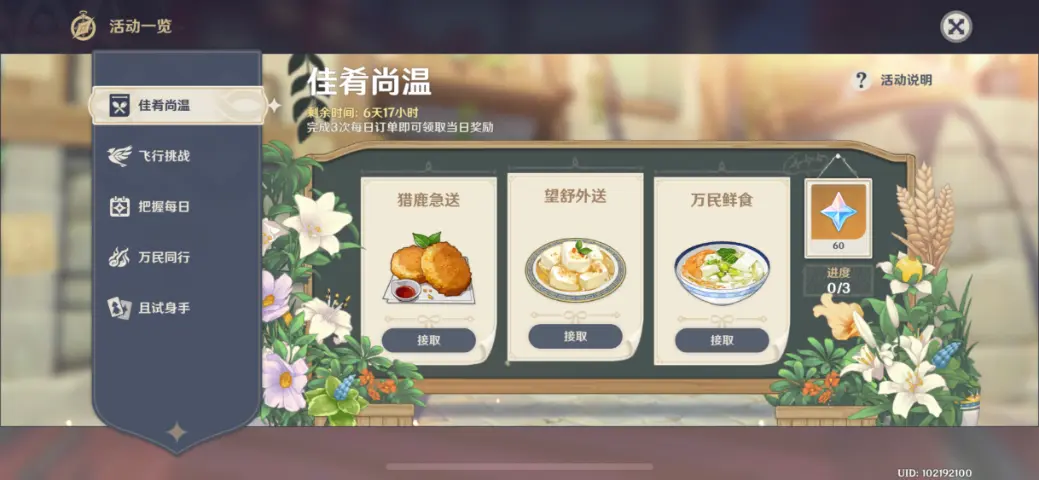 活动一览
佳肴尚温
飞行挑战
把握每日
万民同行
且试身手
佳肴尚温
剩余时间: 6天17小时
完成3次每日订单即可领取当日奖励
? 活动说明
猎鹿急送
接取
望舒外送
接取
万民鲜食
接取
60
进度
0/3
UID: 102192100